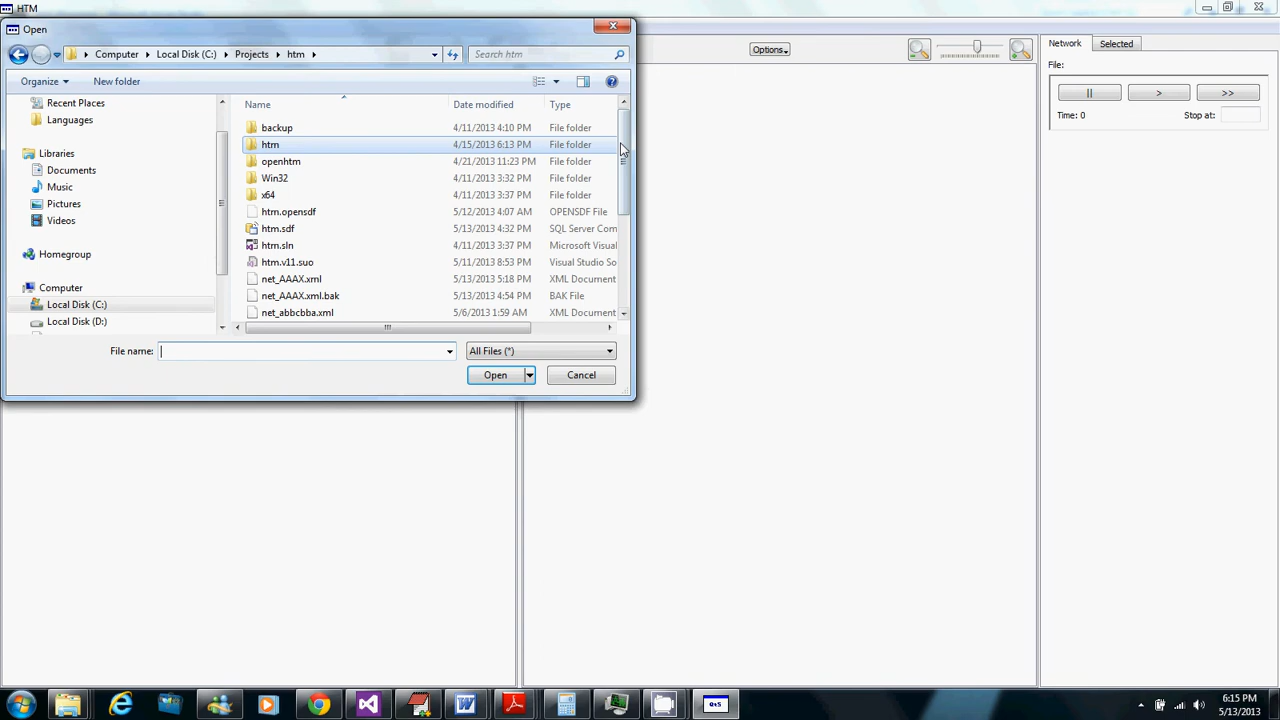 HTM
Open
Computer Local Disk (C:) Projects htm
Search htm
Options
Network
Selected
File:
Organize
New folder
||
>
>>
Time: 0
Stop at:
Recent Places
Languages
Libraries
Documents
Music
Pictures
Videos
Homegroup
Computer
Local Disk (C:)
Local Disk (D:)
Name Date modified Type
backup 4/11/2013 4:10 PM File folder
htm 4/15/2013 6:13 PM File folder
openhtm 4/21/2013 11:23 PM File folder
Win32 4/11/2013 3:32 PM File folder
x64 4/11/2013 3:37 PM File folder
htm.opensdf 5/12/2013 4:07 AM OPENSDF File
htm.sdf 5/13/2013 4:32 PM SQL Server Com
htm.sln 4/11/2013 3:37 PM Microsoft Visual
htm.v11.suo 5/11/2013 8:53 PM Visual Studio So
net_AAAX.xml 5/13/2013 5:18 PM XML Document
net_AAAX.xml.bak 5/13/2013 4:54 PM BAK File
net_abbcbba.xml 5/6/2013 1:59 AM XML Document
File name:
All Files (*)
Open
Cancel
6:15 PM
5/13/2013